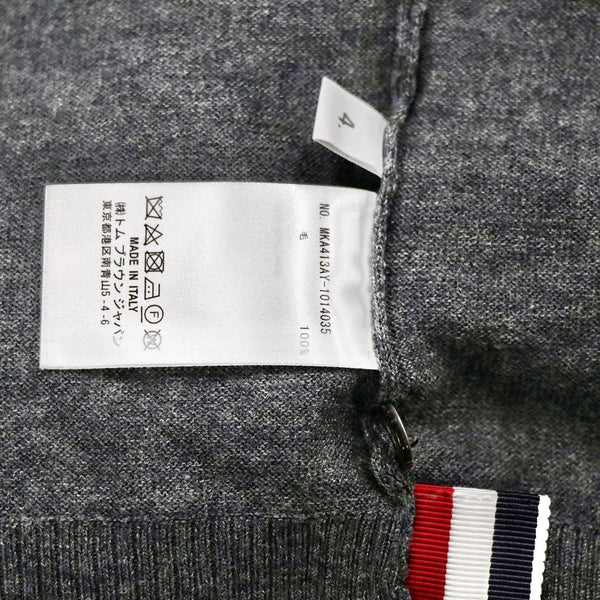 4.
NO. MKA413AY-1014035
毛 100%
F
MADE IN ITALY
㈱トム ブラウン ジャパン
東京都港区南青山5-4-6